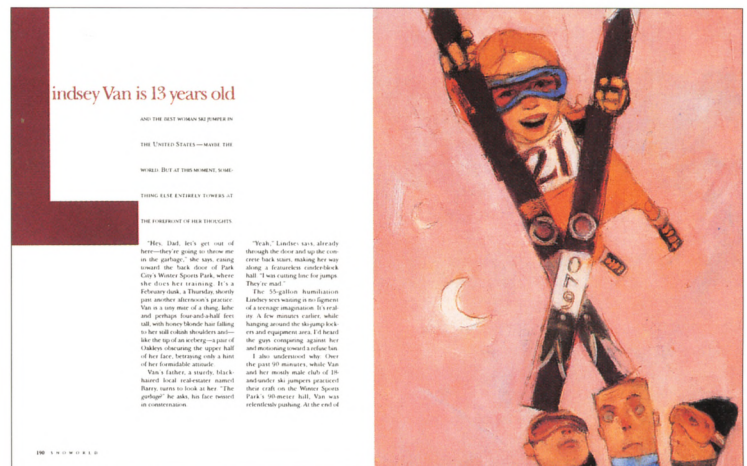 Lindsey Van is 13 years old
AND THE BEST WOMAN SKI JUMPER IN
THE UNITED STATES—MAYBE THE
WORLD. BUT AT THIS MOMENT, SOME-
THING ELSE ENTIRELY TOWERS AT
THE FOREFRONT OF HER THOUGHTS.
"Hey, Dad, let's get out of
here—they're going to throw me
in the garbage," she says, easing
toward the back door of Park
City's Winter Sports Park, where
she does her training. It's a
February dusk, a Thursday, shortly
past another afternoon's practice.
Van is a tiny mite of a thing, lithe
and perhaps four-and-a-half feet
tall, with honey blonde hair falling
to her still roundish shoulders and—
like the tip of an iceberg—a pair of
Oakleys obscuring the upper half
of her face, betraying only a hint
of her formidable attitude.
Van's father, a sturdy, black-
haired local real-estater named
Barry, turns to look at her. "The
garbage?" he asks, his face twisted
in consternation.
"Yeah," Lindsey says, already
through the door and up the con-
crete back stairs, making her way
along a featureless cinder-block
hall. "I was cutting line for jumps.
They're mad."
The 55-gallon humiliation
Lindsey sees waiting is no figment
of a teenage imagination. It's real-
ity. A few minutes earlier, while
hanging around the ski-jump lock-
ers and equipment area, I'd heard
the guys competing against her
and motioning toward a refuse bin.
I also understood why. Over
the past 90 minutes, while Van
and her mostly male club of 18-
and-under ski jumpers practiced
their craft on the Winter Sports
Park's 90-meter hill, Van was
relentlessly pushing. At the end of
100 SNOWORLD
21